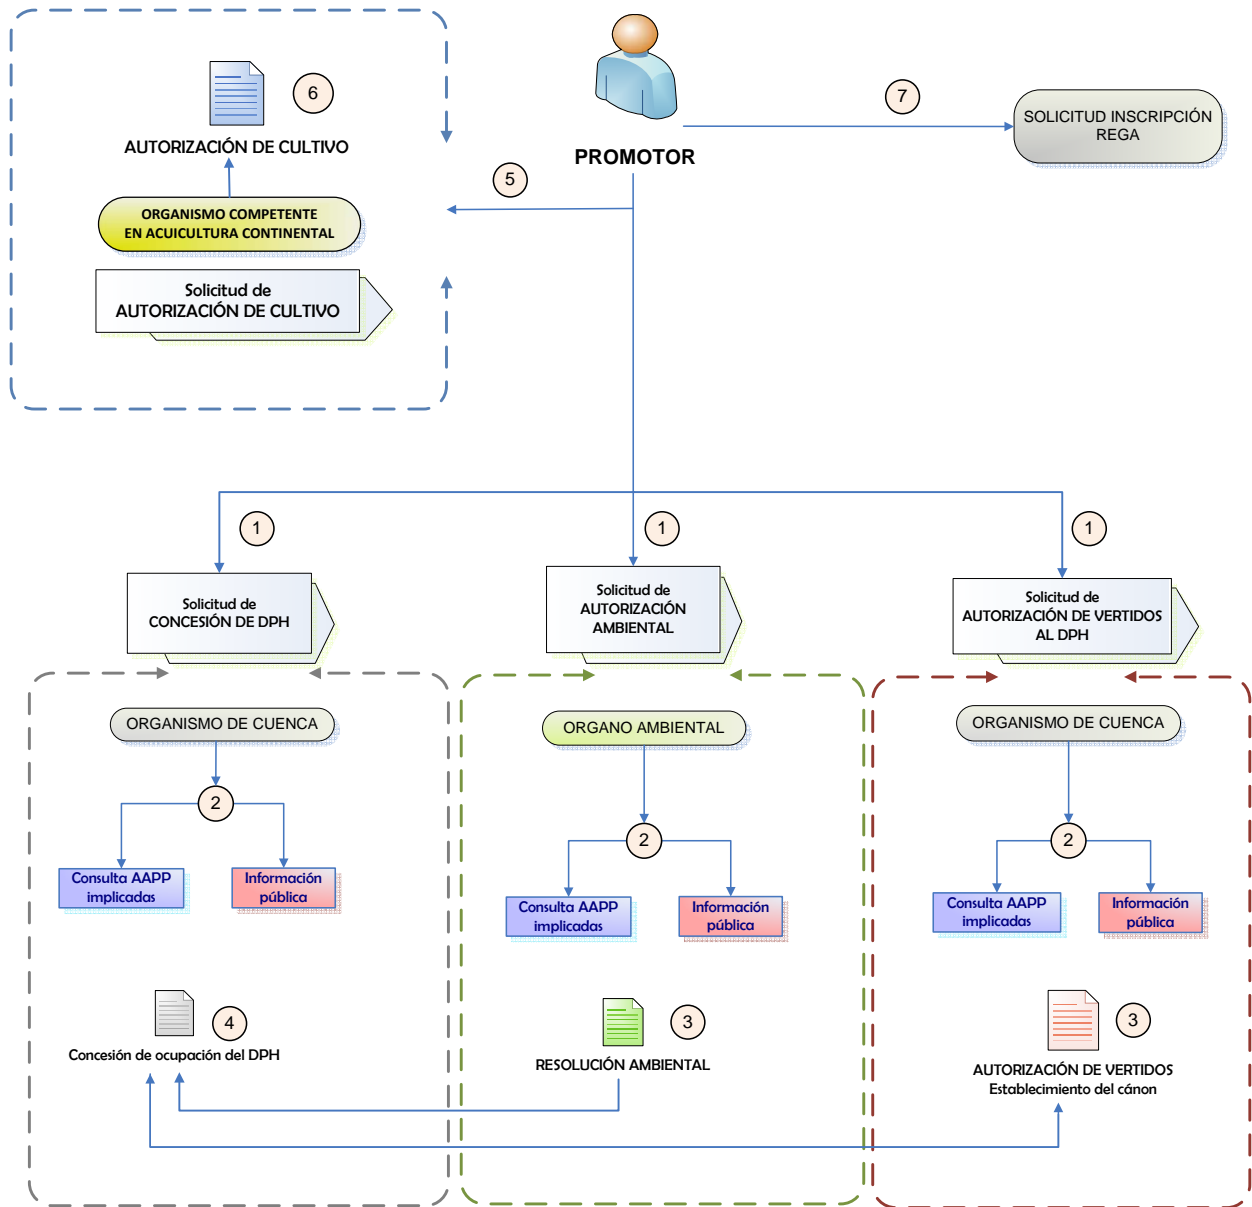 6
AUTORIZACIÓN DE CULTIVO
ORGANISMO COMPETENTE
EN ACUICULTURA CONTINENTAL
Solicitud de
AUTORIZACIÓN DE CULTIVO
PROMOTOR
7
SOLICITUD INSCRIPCIÓN
REGA
5
1
1
1
Solicitud de
CONCESIÓN DE DPH
Solicitud de
AUTORIZACIÓN
AMBIENTAL
Solicitud de
AUTORIZACIÓN DE VERTIDOS
AL DPH
ORGANISMO DE CUENCA
2
Consulta AAPP
implicadas
Información
pública
4
Concesión de ocupación del DPH
ORGANO AMBIENTAL
2
Consulta AAPP
implicadas
Información
pública
3
RESOLUCIÓN AMBIENTAL
ORGANISMO DE CUENCA
2
Consulta AAPP
implicadas
Información
pública
3
AUTORIZACIÓN DE VERTIDOS
Establecimiento del cánon